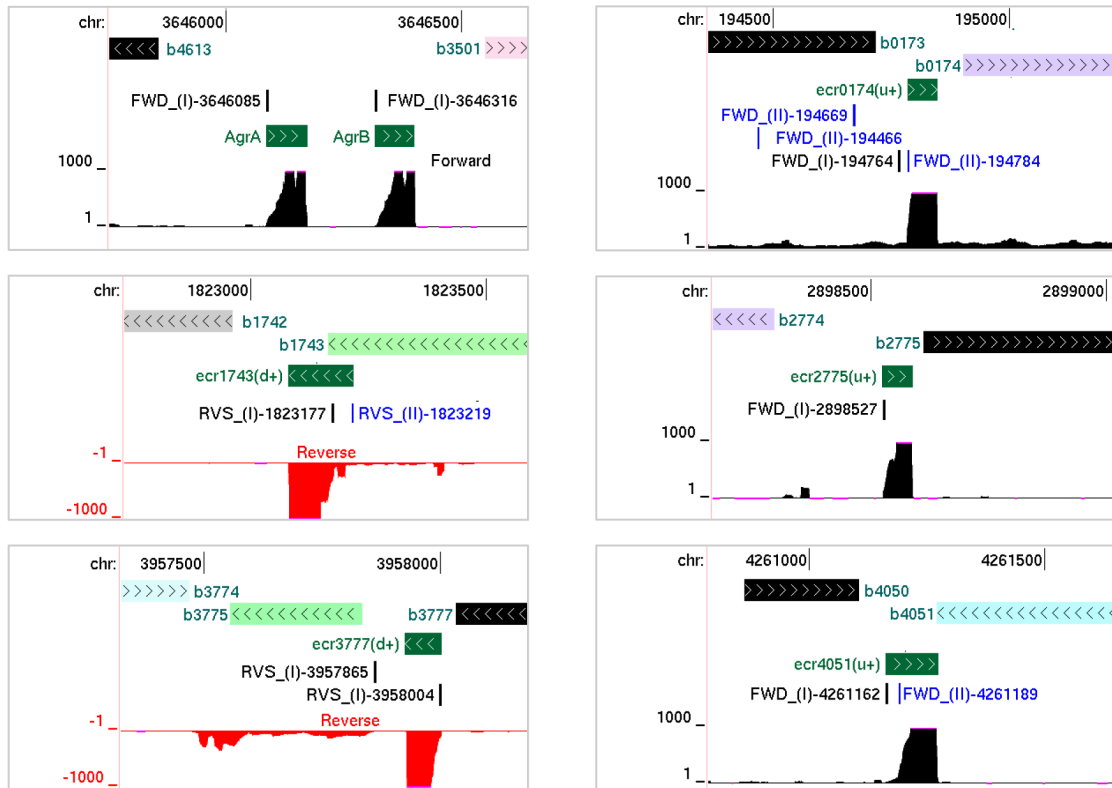 chr: 3646000 3646500
b4613 b3501
FWD_(I)-3646085 FWD_(I)-3646316
AgrA AgrB
Forward
1000
1
chr: 194500 195000
b0173
b0174
ecr0174(u+)
FWD_(II)-194669
FWD_(II)-194466
FWD_(I)-194764 FWD_(II)-194784
1000
1
chr: 1823000 1823500
b1742
b1743
ecr1743(d+)
RVS_(I)-1823177 RVS_(II)-1823219
Reverse
-1
-1000
chr: 2898500 2899000
b2774
b2775
ecr2775(u+)
FWD_(I)-2898527
1000
1
chr: 3957500 3958000
b3774
b3775 b3777
ecr3777(d+)
RVS_(I)-3957865
RVS_(I)-3958004
Reverse
-1
-1000
chr: 4261000 4261500
b4050
b4051
ecr4051(u+)
FWD_(I)-4261162 FWD_(II)-4261189
1000
1